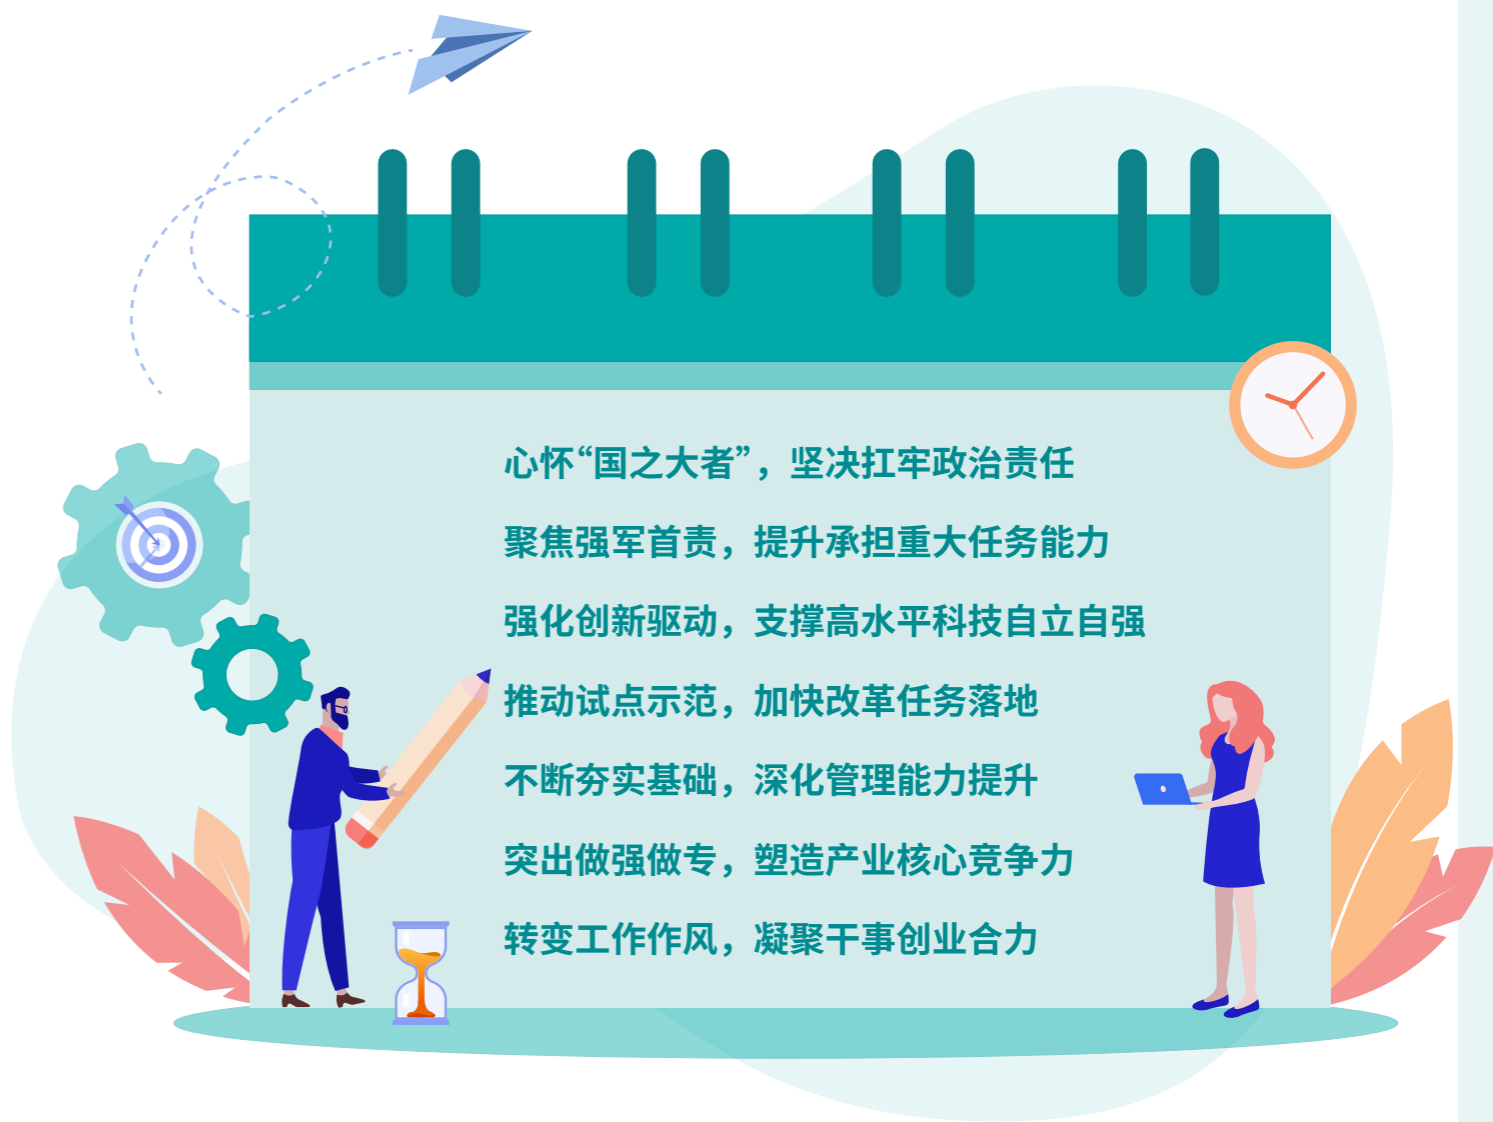 心怀“国之大者”，坚决扛牢政治责任
聚焦强军首责，提升承担重大任务能力
强化创新驱动，支撑高水平科技自立自强
推动试点示范，加快改革任务落地
不断夯实基础，深化管理能力提升
突出做强做专，塑造产业核心竞争力
转变工作作风，凝聚干事创业合力